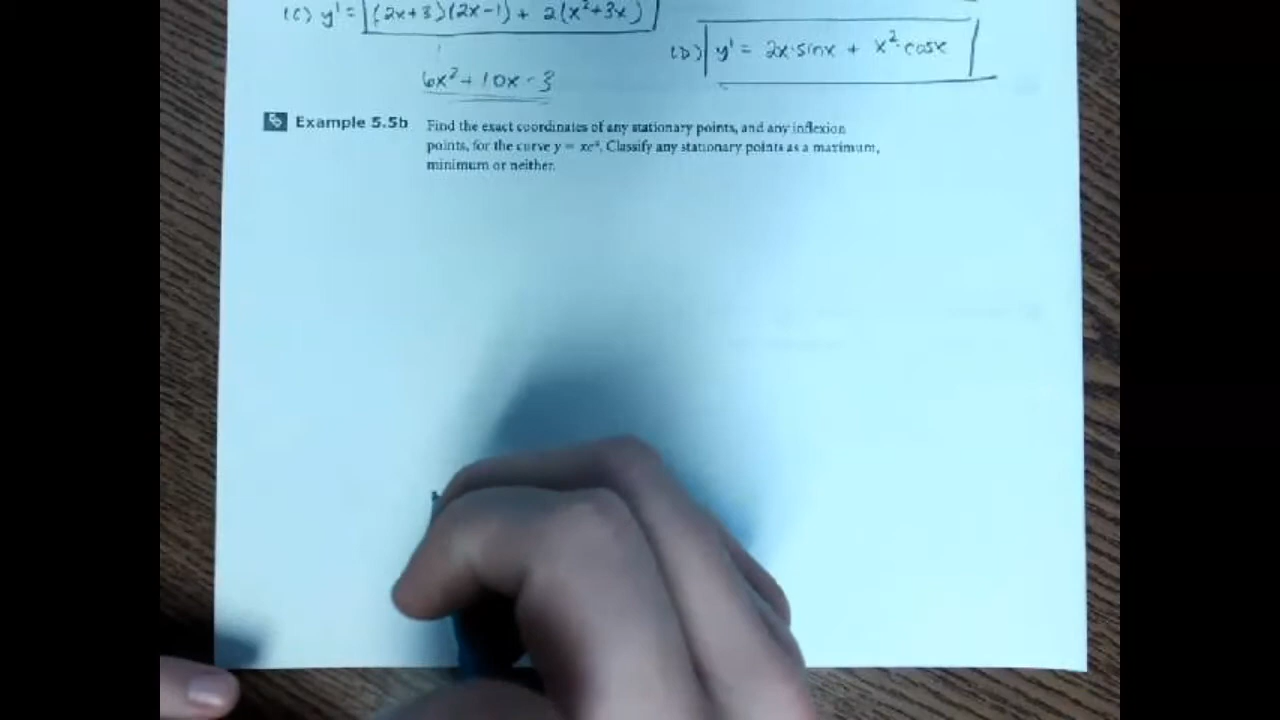 (C) y' = (2x+3)(2x-1) + 2(x²+3x)
(D) y' = 2x·sinx + x²·cosx
6x² + 10x - 3
Example 5.5b Find the exact coordinates of any stationary points, and any inflexion
points, for the curve y = xeˣ. Classify any stationary points as a maximum,
minimum or neither.